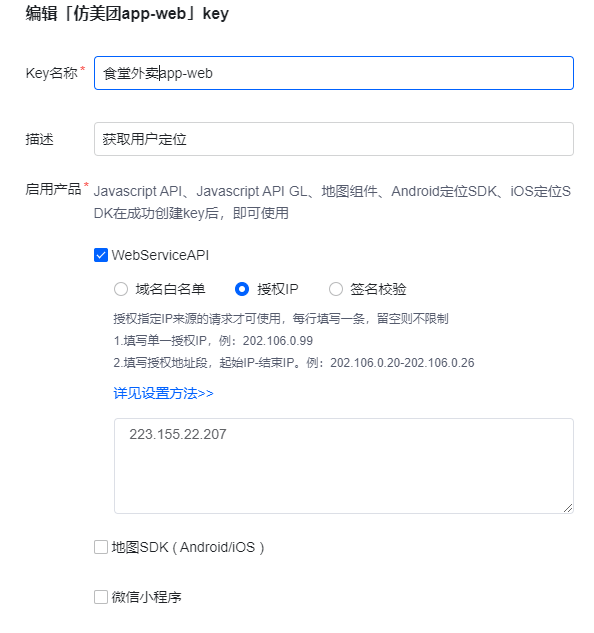 编辑「仿美团app-web」key
Key名称*
食堂外卖app-web
描述
获取用户定位
启用产品*
Javascript API、Javascript API GL、地图组件、Android定位SDK、iOS定位S
DK在成功创建key后，即可使用
WebServiceAPI
域名白名单 授权IP 签名校验
授权指定IP来源的请求才可使用，每行填写一条，留空则不限制
1.填写单一授权IP，例：202.106.0.99
2.填写授权地址段，起始IP-结束IP。例：202.106.0.20-202.106.0.26
详见设置方法>>
223.155.22.207
地图SDK ( Android/iOS )
微信小程序